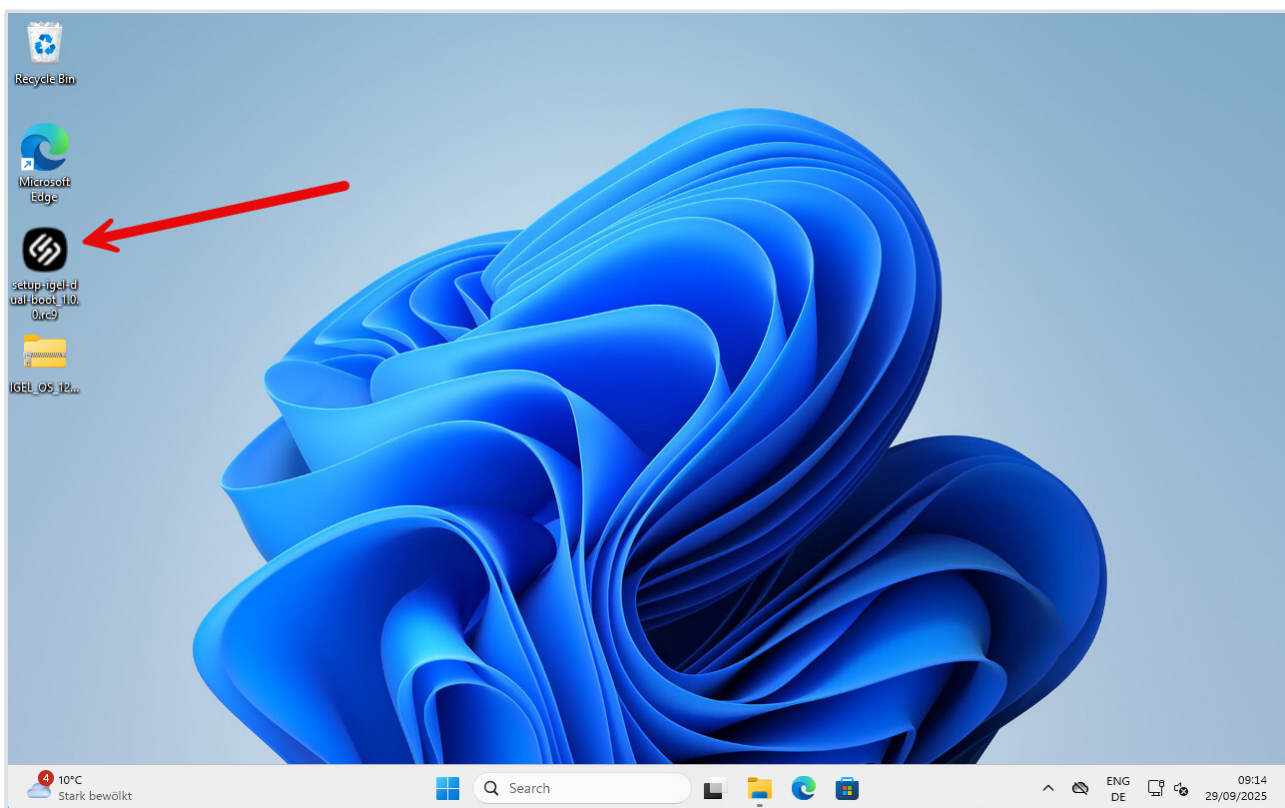 Recycle Bin
Microsoft
Edge
setup-igel-d
ual-boot_1.0.
0.rc9
IGEL_OS_12...
4
10°C
Stark bewölkt
Search
ENG
DE
09:14
29/09/2025